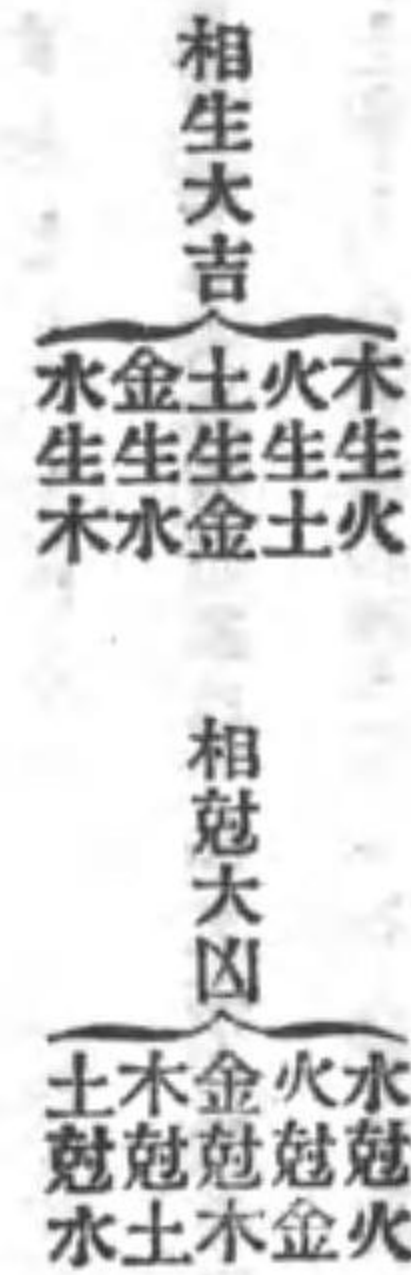 相生大吉
木生火
火生土
土生金
金生水
水生木
相尅大凶
水尅火
火尅金
金尅木
木尅土
土尅水